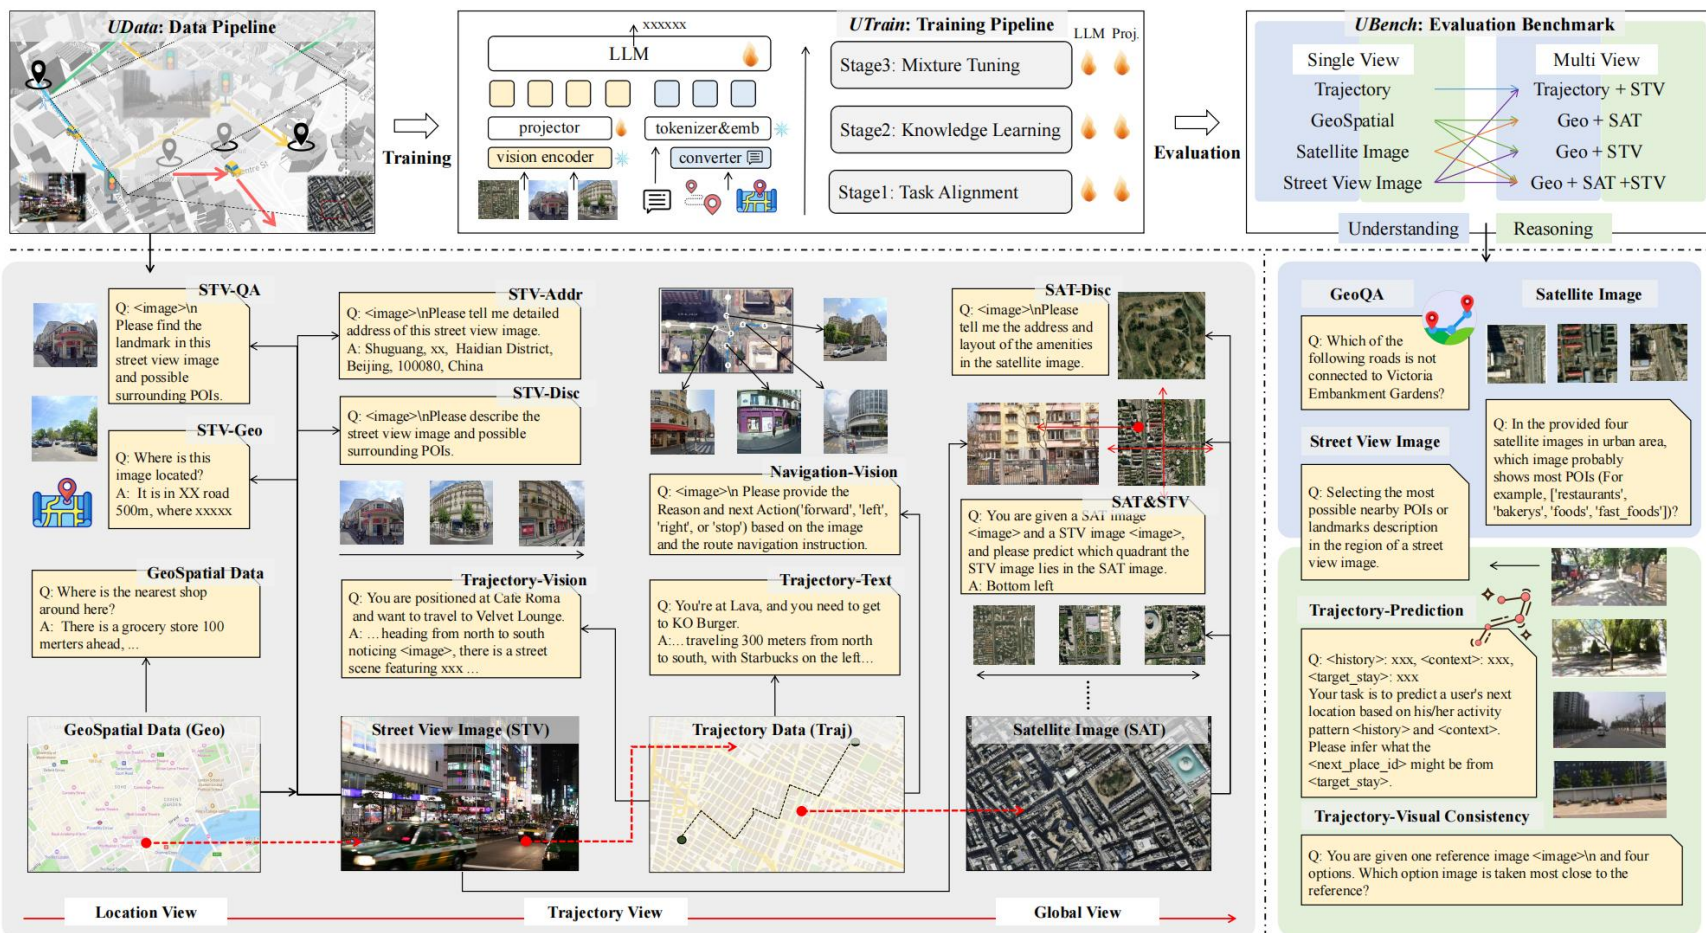 UData: Data Pipeline
xxxxxx
LLM
projector
tokenizer&emb
vision encoder
converter
Training
UTrain: Training Pipeline
LLM Proj.
Stage3: Mixture Tuning
Stage2: Knowledge Learning
Stage1: Task Alignment
Evaluation
UBench: Evaluation Benchmark
Single View
Multi View
Trajectory
Trajectory + STV
GeoSpatial
Geo + SAT
Satellite Image
Geo + STV
Street View Image
Geo + SAT +STV
Understanding
Reasoning
STV-QA
Q: <image>\n
Please find the
landmark in this
street view image
and possible
surrounding POIs.
STV-Geo
Q: Where is this
image located?
A: It is in XX road
500m, where xxxxx
GeoSpatial Data
Q: Where is the nearest shop
around here?
A: There is a grocery store 100
merters ahead, ...
STV-Addr
Q: <image>\nPlease tell me detailed
address of this street view image.
A: Shuguang, xx, Haidian District,
Beijing, 100080, China
STV-Disc
Q: <image>\nPlease describe the
street view image and possible
surrounding POIs.
Trajectory-Vision
Q: You are positioned at Cafe Roma
and want to travel to Velvet Lounge.
A: ... heading from north to south
noticing <image>, there is a street
scene featuring xxx ...
Navigation-Vision
Q: <image>\n Please provide the
Reason and next Action('forward', 'left',
'right', or 'stop') based on the image
and the route navigation instruction.
Trajectory-Text
Q: You're at Lava, and you need to get
to KO Burger.
A:... traveling 300 meters from north
to south, with Starbucks on the left...
SAT-Disc
Q: <image>\nPlease
tell me the address and
layout of the amenities
in the satellite image.
SAT&STV
Q: You are given a SAT image
<image> and a STV image <image>,
and please predict which quadrant the
STV image lies in the SAT image.
A: Bottom left
GeoSpatial Data (Geo)
Street View Image (STV)
Trajectory Data (Traj)
Satellite Image (SAT)
Location View
Trajectory View
Global View
GeoQA
Q: Which of the
following roads is not
connected to Victoria
Embankment Gardens?
Satellite Image
Q: In the provided four
satellite images in urban area,
which image probably
shows most POIs (For
example, ['restaurants',
'bakerys', 'foods', 'fast_foods'])?
Street View Image
Q: Selecting the most
possible nearby POIs or
landmarks description
in the region of a street
view image.
Trajectory-Prediction
Q: <history>: xxx, <context>: xxx,
<target_stay>: xxx
Your task is to predict a user's next
location based on his/her activity
pattern <history> and <context>.
Please infer what the
<next_place_id> might be from
<target_stay>.
Trajectory-Visual Consistency
Q: You are given one reference image <image>\n and four
options. Which option image is taken most close to the
reference?